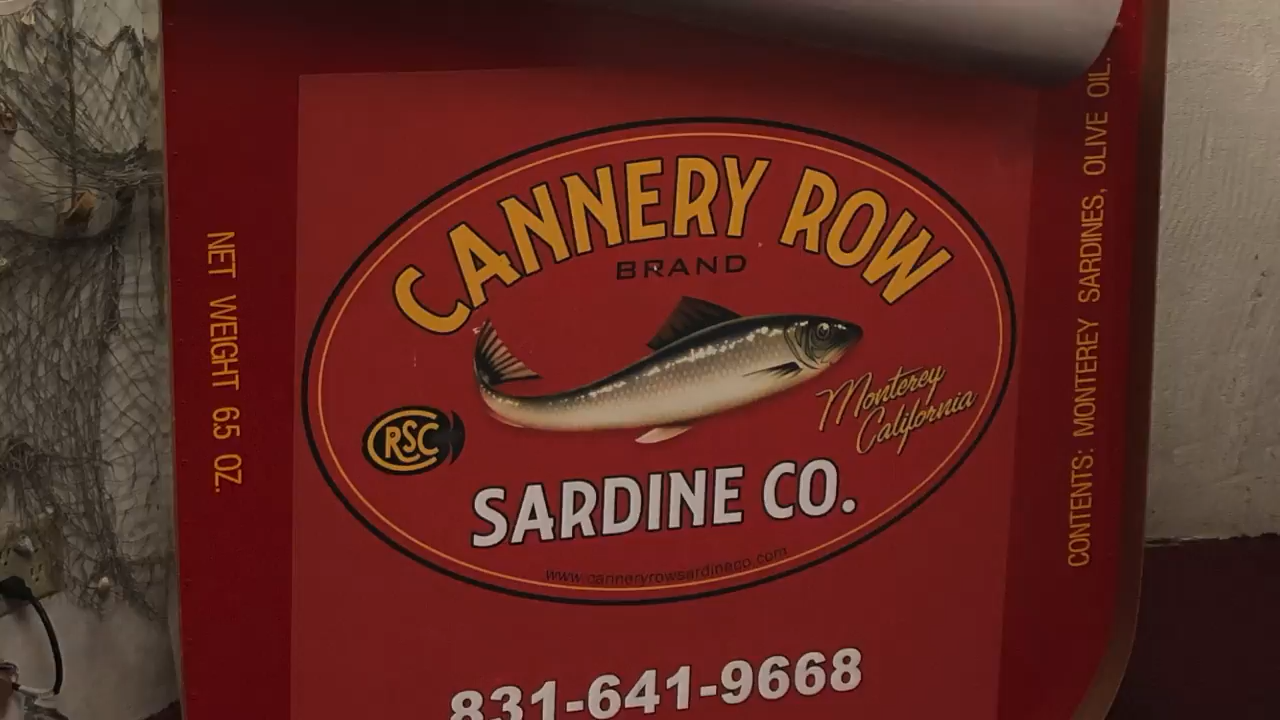 CANNERY ROW
BRAND
Monterey
California
CRSC
SARDINE CO.
www.canneryrowsardineco.com
831-641-9668
NET WEIGHT 6.5 OZ.
CONTENTS: MONTEREY SARDINES, OLIVE OIL,